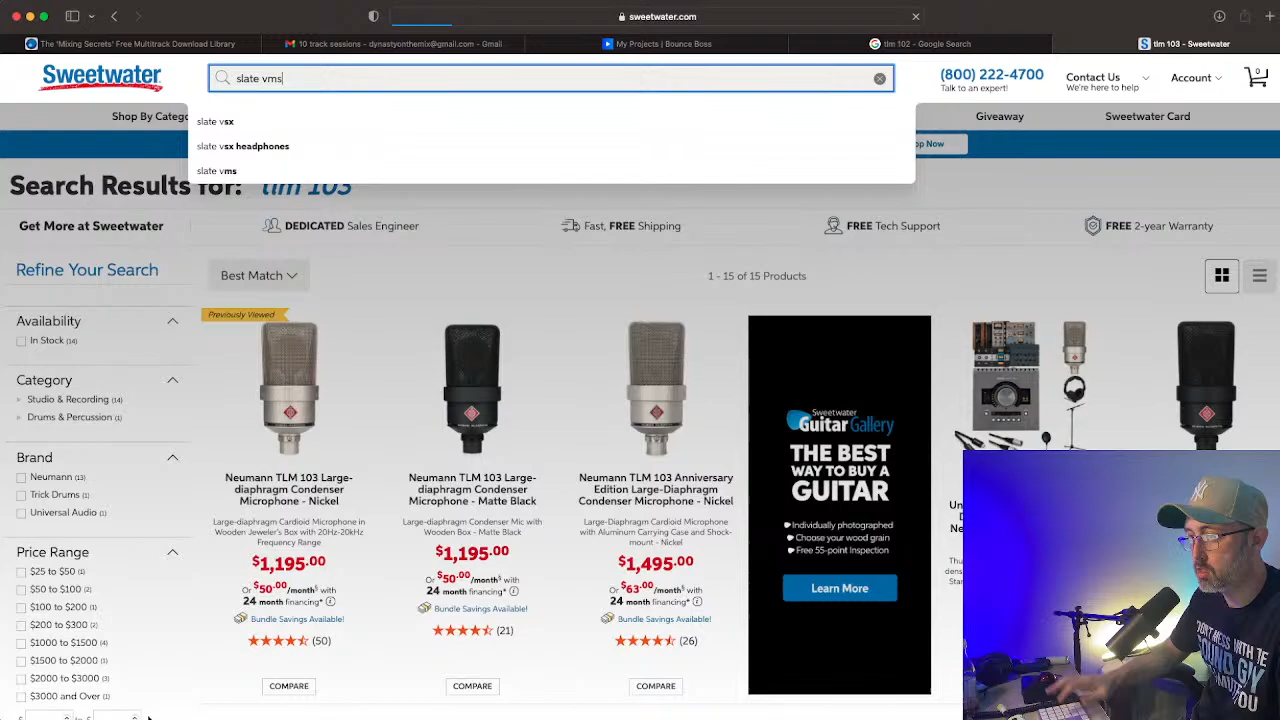 sweetwater.com
The 'Mixing Secrets' Free Multitrack Download Library
10 track sessions - dynastyonthemix@gmail.com - Gmai...
My Projects | Bounce Boss
tlm 102 - Google Search
tlm 103 - Sweetwater
Sweetwater
slate vms
(800) 222-4700
Talk to an expert!
Contact Us
We're here to help
Account
0
Shop By Catego
slate vsx
Giveaway
Sweetwater Card
slate vsx headphones
op Now
slate vms
Search Results for: tlm 103
Get More at Sweetwater
DEDICATED Sales Engineer
Fast, FREE Shipping
FREE Tech Support
FREE 2-year Warranty
Refine Your Search
Best Match
1 - 15 of 15 Products
Availability
In Stock (14)
Category
Studio & Recording (14)
Drums & Percussion (1)
Brand
Neumann (13)
Trick Drums (1)
Universal Audio (1)
Price Range
$25 to $50 (1)
$50 to $100 (2)
$100 to $200 (1)
$200 to $300 (2)
$1000 to $1500 (4)
$1500 to $2000 (1)
$2000 to $3000 (3)
$3000 and Over (1)
Previously Viewed
Neumann TLM 103 Large-
diaphragm Condenser
Microphone - Nickel
Large-diaphragm Cardioid Microphone in
Wooden Jeweler's Box with 20Hz-20kHz
Frequency Range
$1,195.00
Or $50.00/month§ with
24 month financing*
Bundle Savings Available!
(50)
COMPARE
Neumann TLM 103 Large-
diaphragm Condenser
Microphone - Matte Black
Large-diaphragm Condenser Mic with
Wooden Box - Matte Black
$1,195.00
Or $50.00/month§ with
24 month financing*
Bundle Savings Available!
(21)
COMPARE
Neumann TLM 103 Anniversary
Edition Large-Diaphragm
Condenser Microphone - Nickel
Large-Diaphragm Cardioid Microphone
with Aluminum Carrying Case and Shock-
mount - Nickel
$1,495.00
Or $63.00/month§ with
24 month financing*
Bundle Savings Available!
(26)
COMPARE
Sweetwater
Guitar Gallery
THE BEST
WAY TO BUY A
GUITAR
Individually photographed
Choose your wood grain
Free 55-point Inspection
Learn More